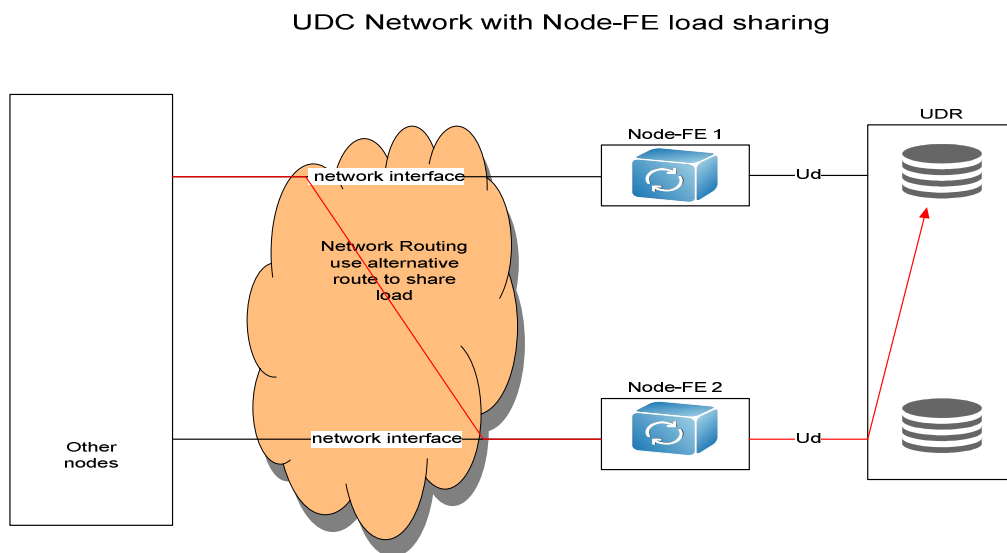 UDC Network with Node-FE load sharing
UDR
Node-FE 1
network interface
Ud
Network Routing
use alternative
route to share
load
Node-FE 2
network interface
Ud
Other
nodes